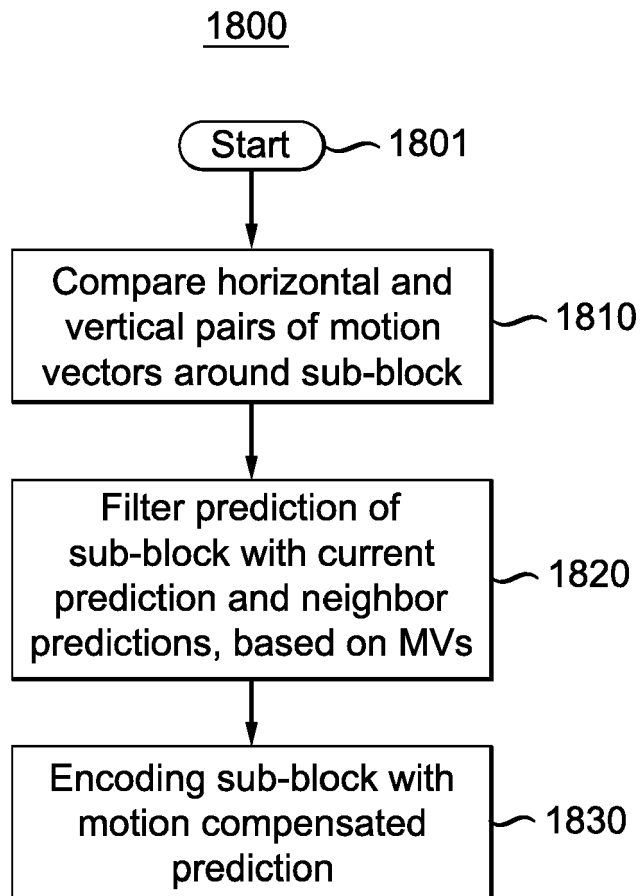 1800
Start
1801
Compare horizontal and
vertical pairs of motion
vectors around sub-block
1810
Filter prediction of
sub-block with current
prediction and neighbor
predictions, based on MVs
1820
Encoding sub-block with
motion compensated
prediction
1830